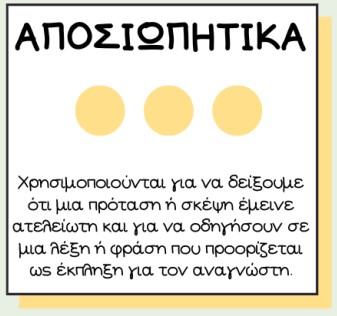 ΑΠΟΣΙΩΠΗΤΙΚΑ
Χρησιμοποιούνται για να δείξουμε
ότι μια πρόταση ή σκέψη έμεινε
ατελείωτη και για να οδηγήσουν σε
μια λέξη ή φράση που προορίζεται
ως έκπληξη για τον αναγνώστη.